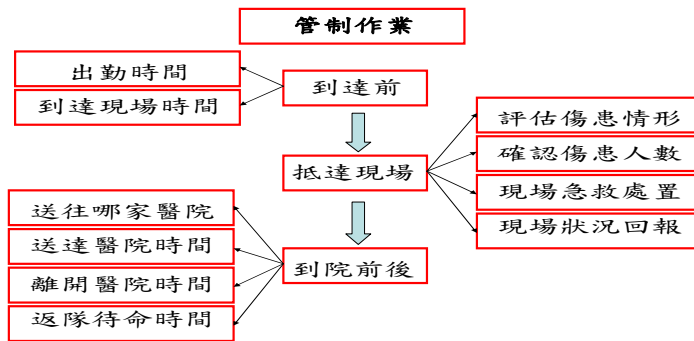 管制作業
出勤時間
到達現場時間
到達前
評估傷患情形
確認傷患人數
現場急救處置
現場狀況回報
抵達現場
送往哪家醫院
送達醫院時間
離開醫院時間
返隊待命時間
到院前後